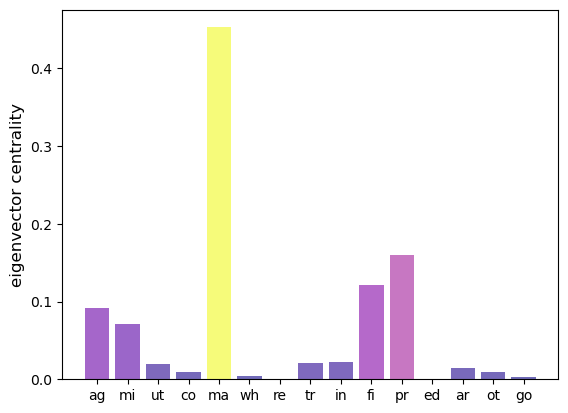 eigenvector centrality
0.4
0.3
0.2
0.1
0.0
ag mi ut co ma wh re tr in fi pr ed ar ot go